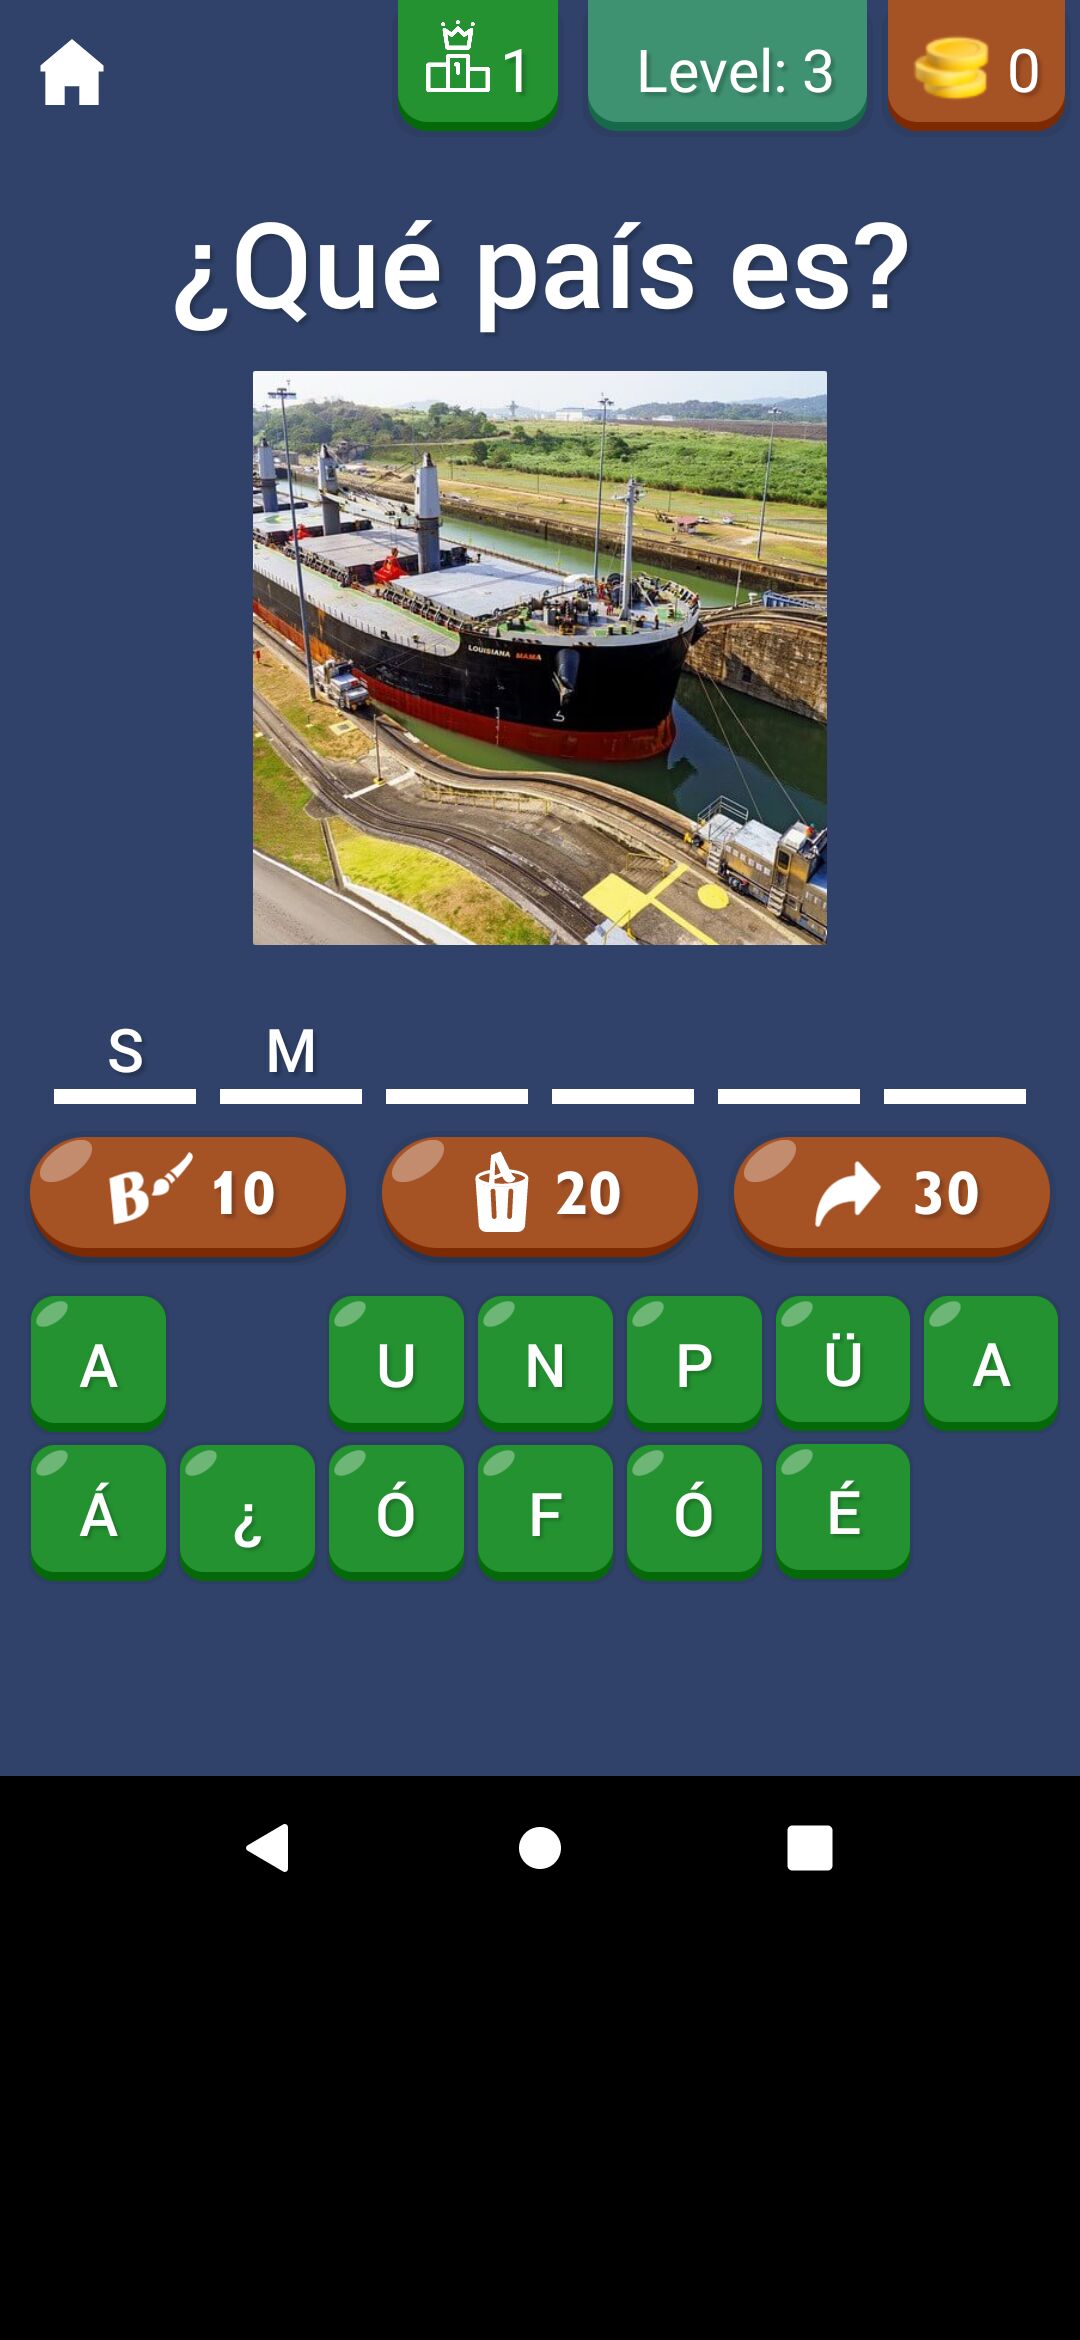 1 Level: 3 0
¿Qué país es?
LOUISIANA MAMA
S M
B 10 20 30
A U N P Ü A
Á ¿ Ó F Ó É